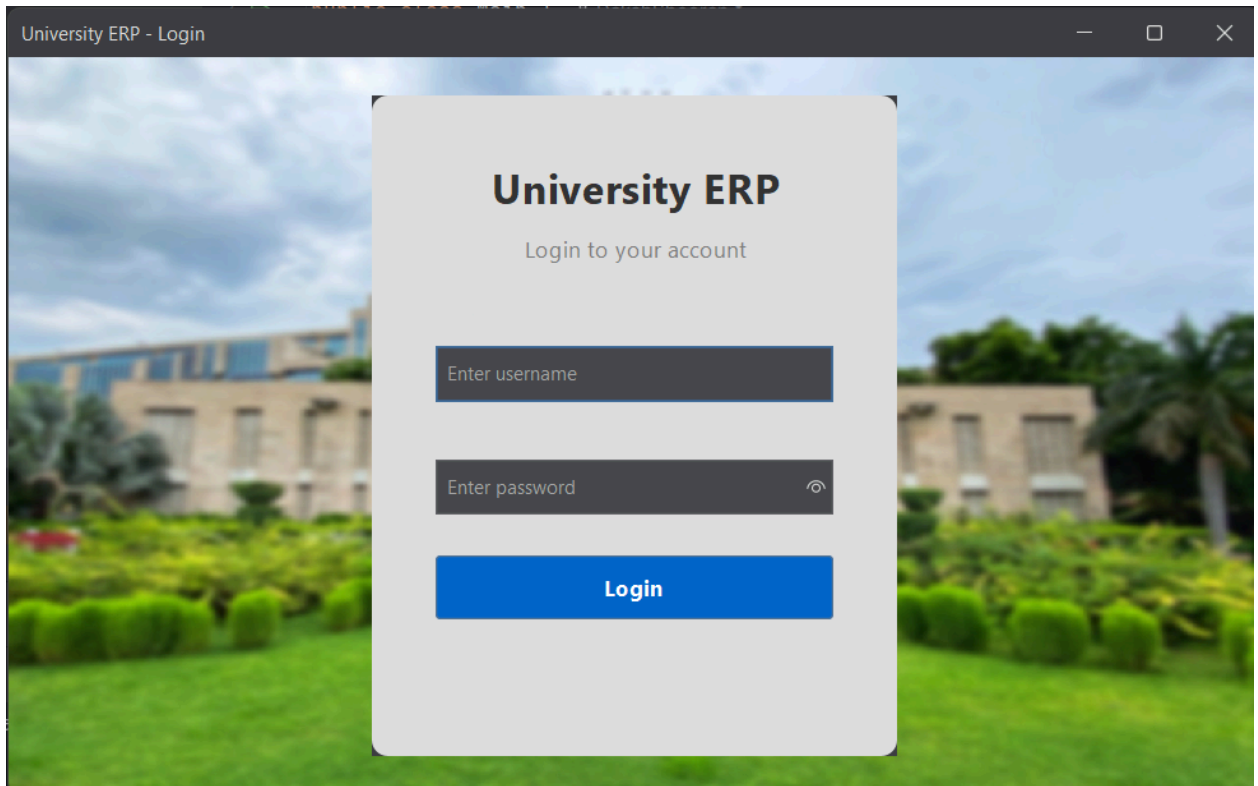 University ERP - Login
University ERP
Login to your account
Enter username
Enter password
Login